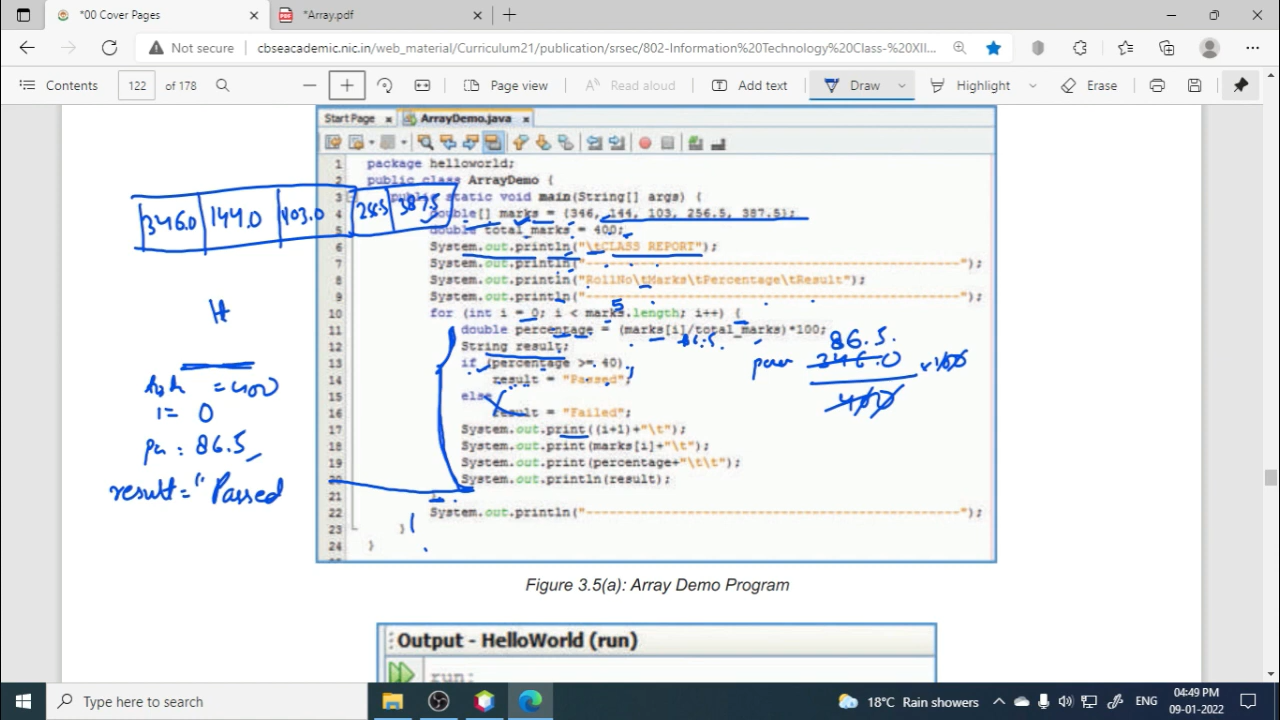 *00 Cover Pages
*Array.pdf
Not secure
cbseacademic.nic.in/web_material/Curriculum21/publication/srsec/802-Information%20Technology%20Class-%20XII...
Contents
122 of 178
Page view
Read aloud
Add text
Draw
Highlight
Erase
Start Page
ArrayDemo.java
1 package helloworld;
2 public class ArrayDemo {
3 public static void main(String[] args) {
4 double[] marks = {346, 144, 103, 256.5, 387.5};
5 double total_marks = 400;
6 System.out.println("\tCLASS REPORT");
7 System.out.println("------------------------------------------------------");
8 System.out.println("RollNo\tMarks\tPercentage\tResult");
9 System.out.println("------------------------------------------------------");
10 for (int i = 0; i < marks.length; i++) {
11 double percentage = (marks[i]/total_marks)*100;
12 String result;
13 if (percentage >= 40)
14 result = "Passed";
15 else
16 result = "Failed";
17 System.out.print((i+1)+"\t");
18 System.out.print(marks[i]+"\t");
19 System.out.print(percentage+"\t\t");
20 System.out.println(result);
21 }
22 System.out.println("------------------------------------------------------");
23 }
24 }
346.0 144.0 103.0 387.5
5
86.5.
346.0 × 100
400
= 400
i = 0
86.5
result = "Passed
Figure 3.5(a): Array Demo Program
Output - HelloWorld (run)
run:
Type here to search
18°C Rain showers
ENG
04:49 PM
09-01-2022